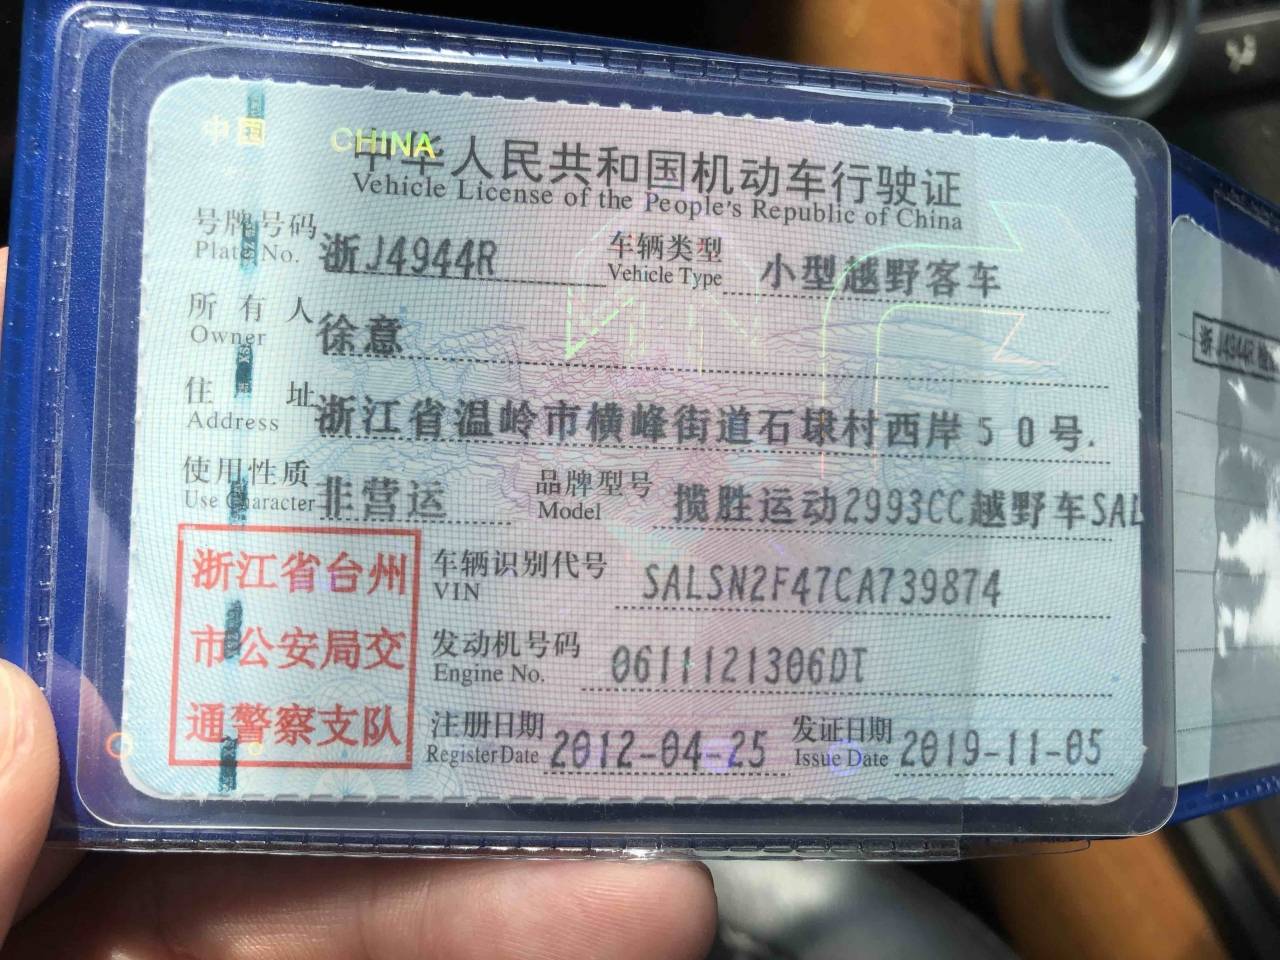 中国 CHINA
中华人民共和国机动车行驶证
Vehicle License of the People's Republic of China
号牌号码 浙J4944R 车辆类型 小型越野客车
Plate No. Vehicle Type
所有人 徐意
Owner
住址 浙江省温岭市横峰街道石埭村西岸50号.
Address
使用性质 非营运 品牌型号 揽胜运动2993CC越野车SAL
Use Character Model
浙江省台州
市公安局交
通警察支队
车辆识别代号 SALSN2F47CA739874
VIN
发动机号码 0611121306DT
Engine No.
注册日期 2012-04-25 发证日期 2019-11-05
Register Date Issue Date
浙J4944R